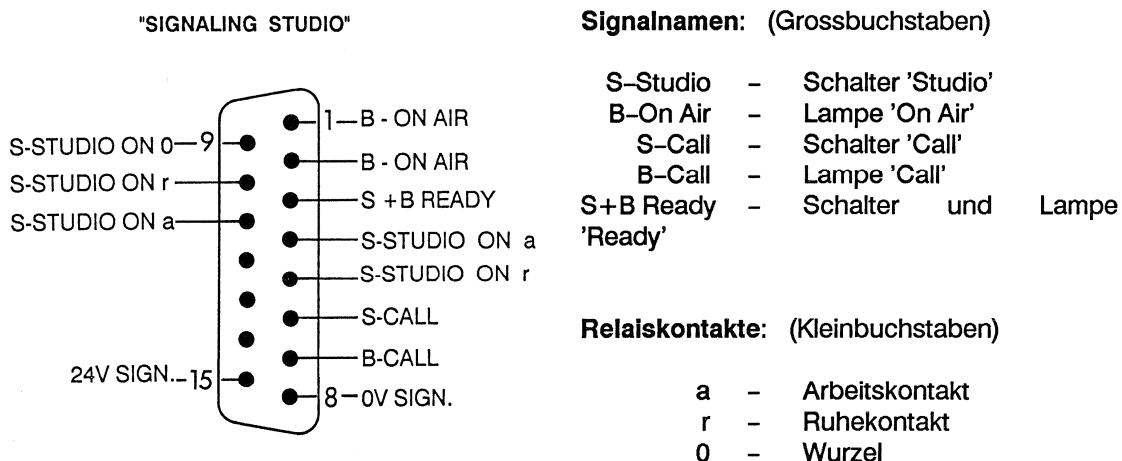 "SIGNALING STUDIO"
1 B - ON AIR
S-STUDIO ON 0 9
B - ON AIR
S-STUDIO ON r
S +B READY
S-STUDIO ON a
S-STUDIO ON a
S-STUDIO ON r
S-CALL
B-CALL
24V SIGN. 15
8 0V SIGN.
Signalnamen: (Grossbuchstaben)
S–Studio – Schalter 'Studio'
B–On Air – Lampe 'On Air'
S–Call – Schalter 'Call'
B–Call – Lampe 'Call'
S+B Ready – Schalter und Lampe
'Ready'
Relaiskontakte: (Kleinbuchstaben)
a – Arbeitskontakt
r – Ruhekontakt
0 – Wurzel